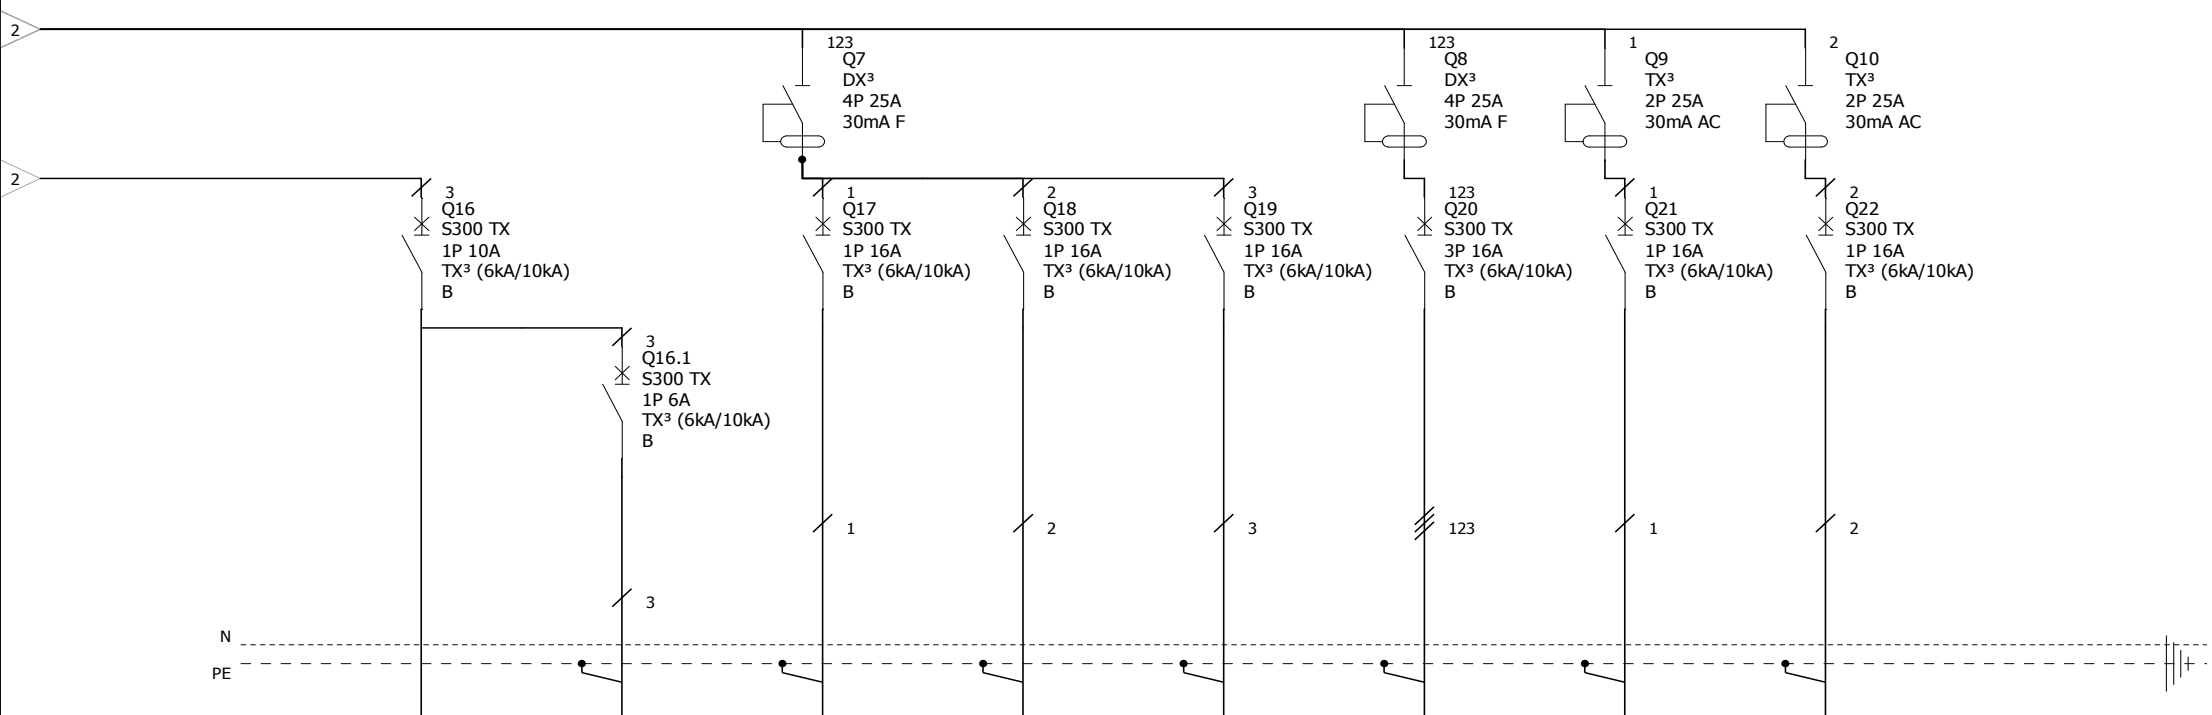 2
123
Q7
DX³
4P 25A
30mA F
123
Q8
DX³
4P 25A
30mA F
1
Q9
TX³
2P 25A
30mA AC
2
Q10
TX³
2P 25A
30mA AC
2
3
Q16
S300 TX
1P 10A
TX³ (6kA/10kA)
B
1
Q17
S300 TX
1P 16A
TX³ (6kA/10kA)
B
2
Q18
S300 TX
1P 16A
TX³ (6kA/10kA)
B
3
Q19
S300 TX
1P 16A
TX³ (6kA/10kA)
B
123
Q20
S300 TX
3P 16A
TX³ (6kA/10kA)
B
1
Q21
S300 TX
1P 16A
TX³ (6kA/10kA)
B
2
Q22
S300 TX
1P 16A
TX³ (6kA/10kA)
B
3
Q16.1
S300 TX
1P 6A
TX³ (6kA/10kA)
B
1
2
3
123
1
2
3
N
PE